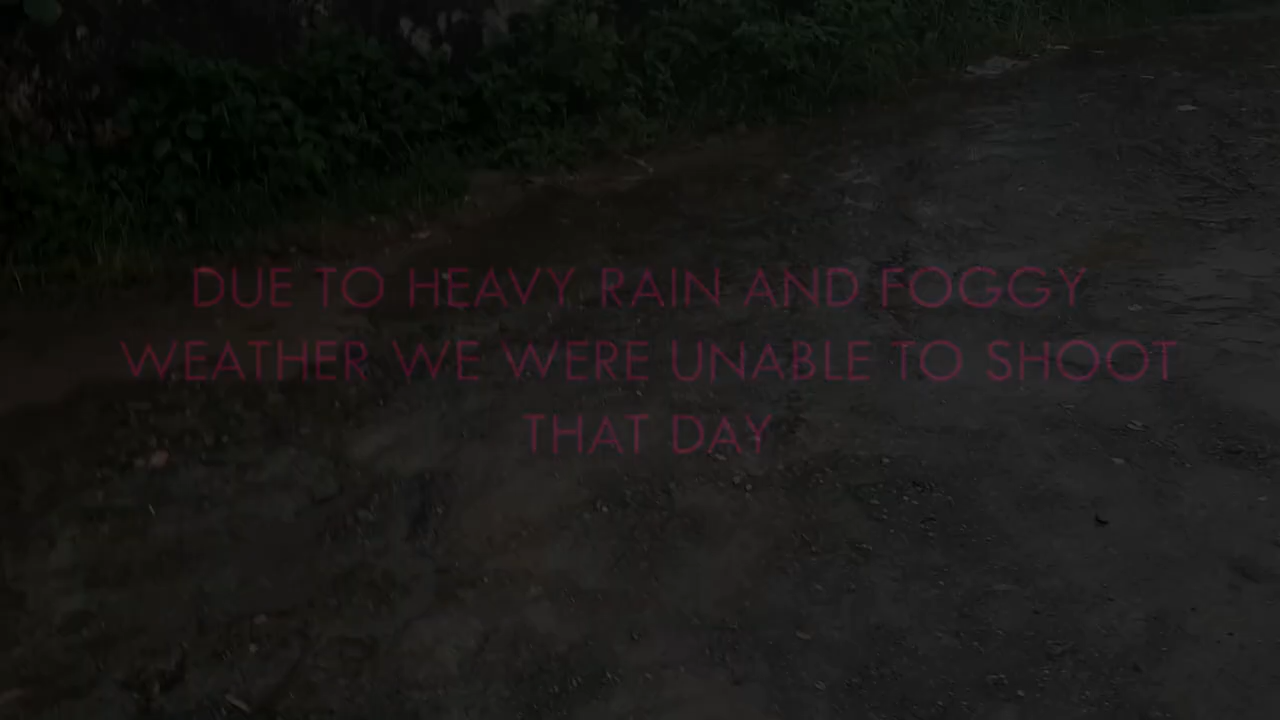 DUE TO HEAVY RAIN AND FOGGY
WEATHER WE WERE UNABLE TO SHOOT
THAT DAY